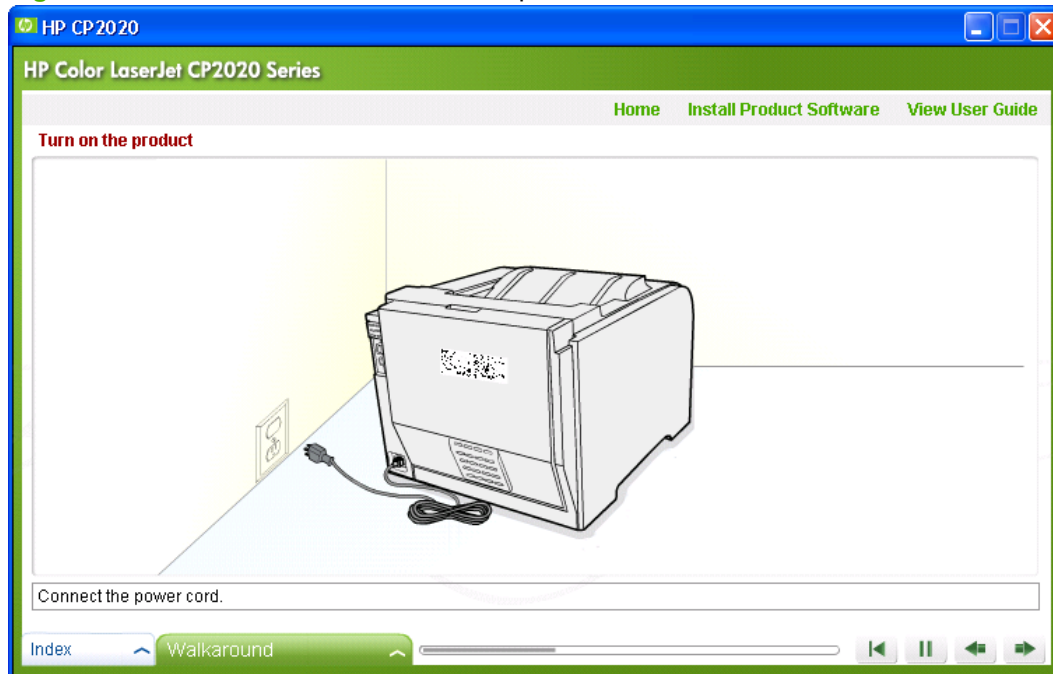 HP CP2020
HP Color LaserJet CP2020 Series
Home Install Product Software View User Guide
Turn on the product
Connect the power cord.
Index Walkaround